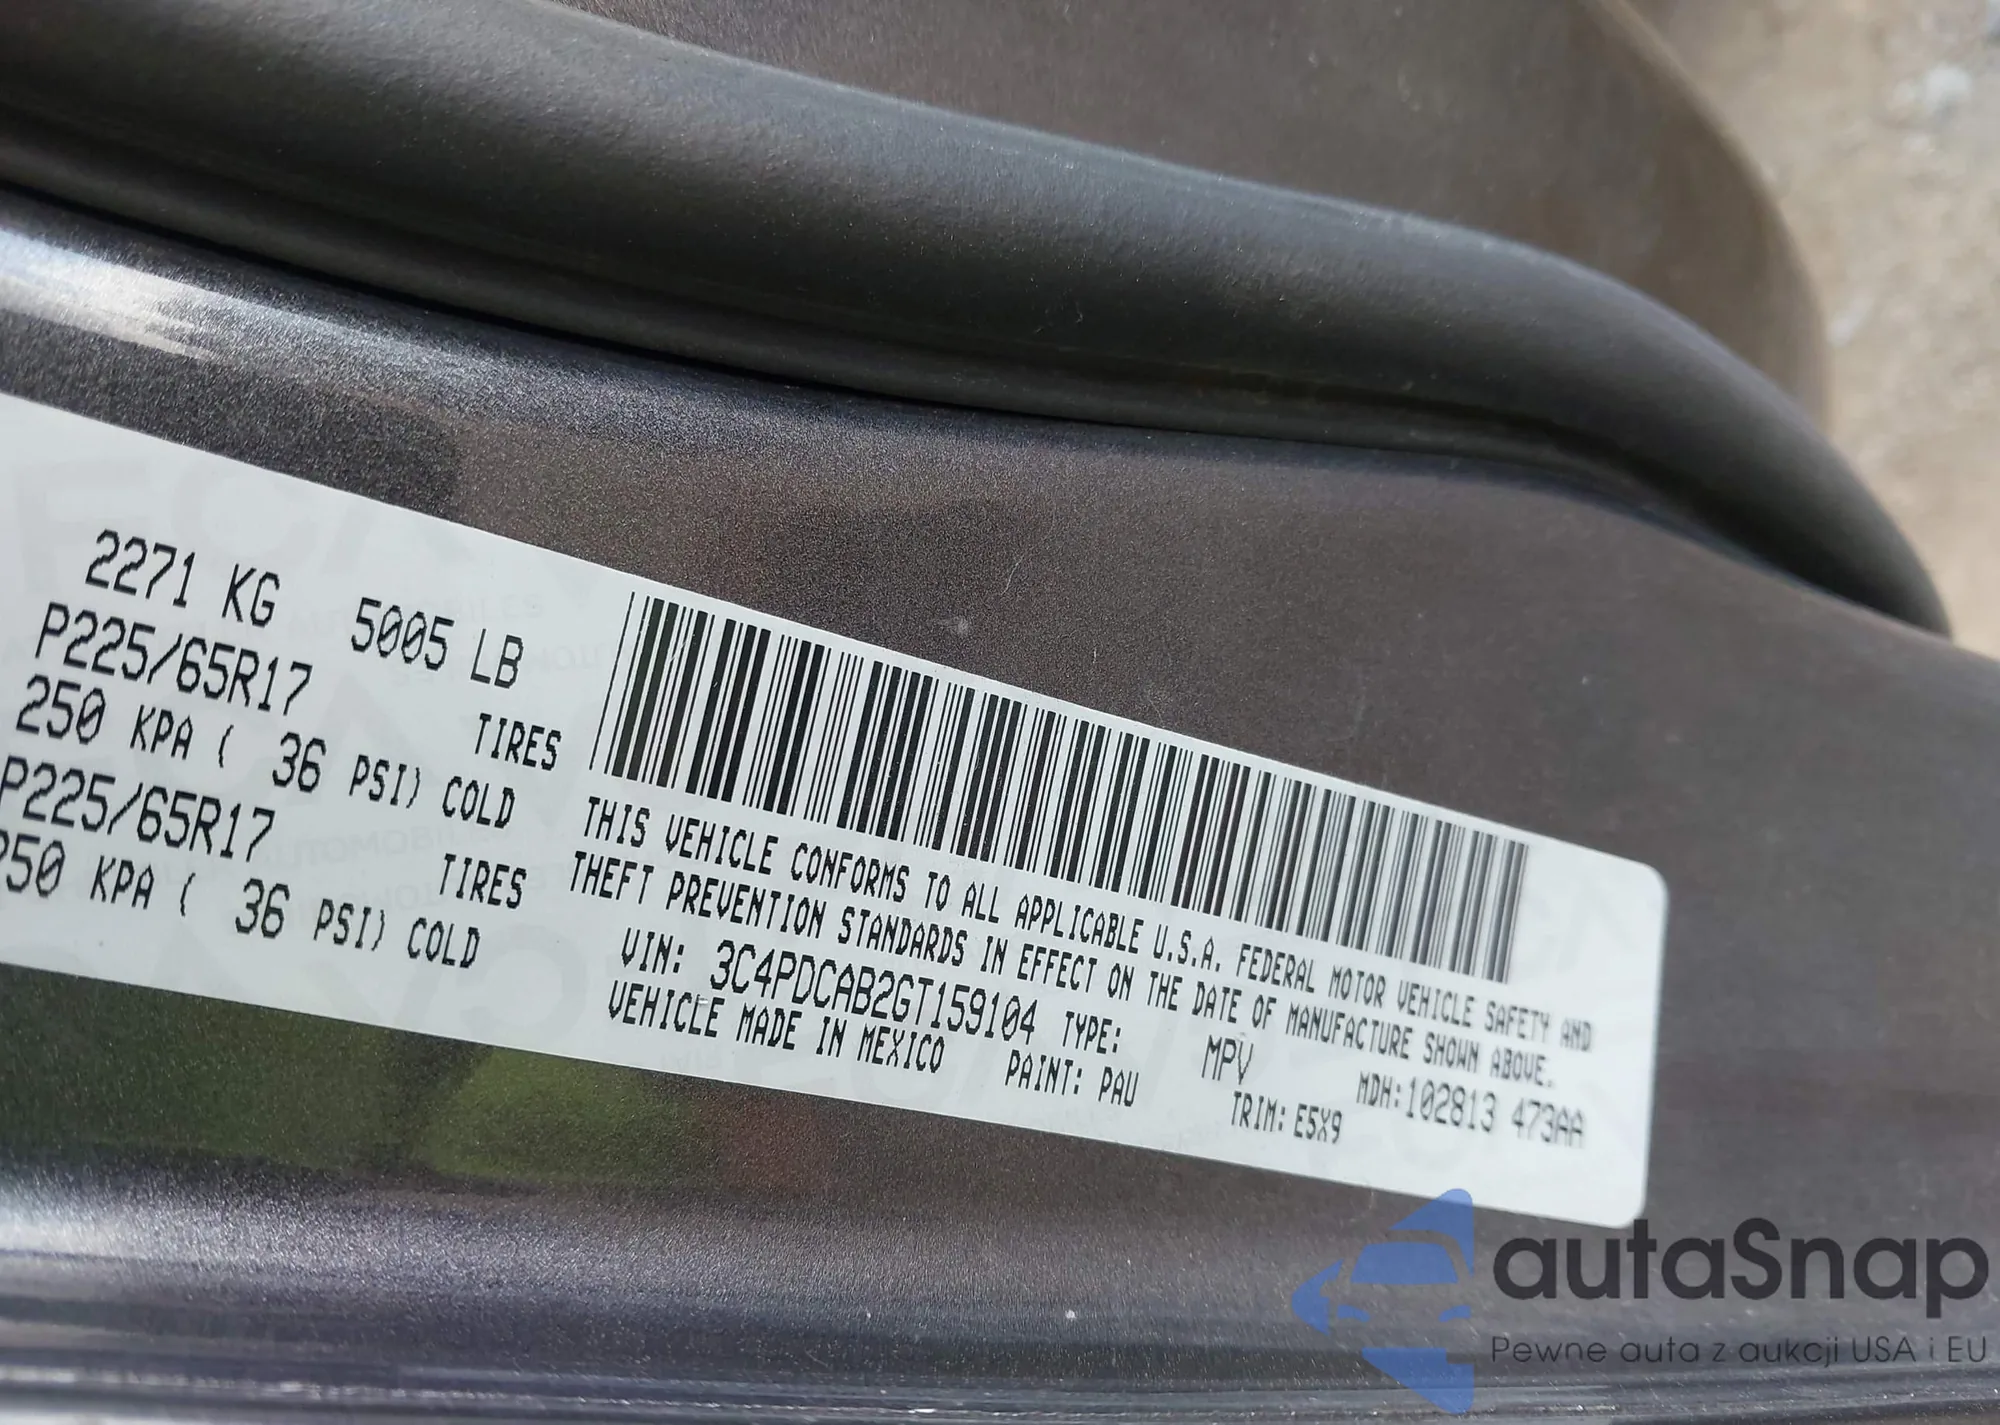 2271 KG 5005 LB
P225/65R17 TIRES
250 KPA ( 36 PSI) COLD
P225/65R17 TIRES
250 KPA ( 36 PSI) COLD
THIS VEHICLE CONFORMS TO ALL APPLICABLE U.S.A. FEDERAL MOTOR VEHICLE SAFETY AND
THEFT PREVENTION STANDARDS IN EFFECT ON THE DATE OF MANUFACTURE SHOWN ABOVE.
VIN: 3C4PDCAB2GT159104 TYPE: MPV MDH:102813 473AA
VEHICLE MADE IN MEXICO PAINT: PAU TRIM: E5X9
autaSnap
Pewne auta z aukcji USA i EU